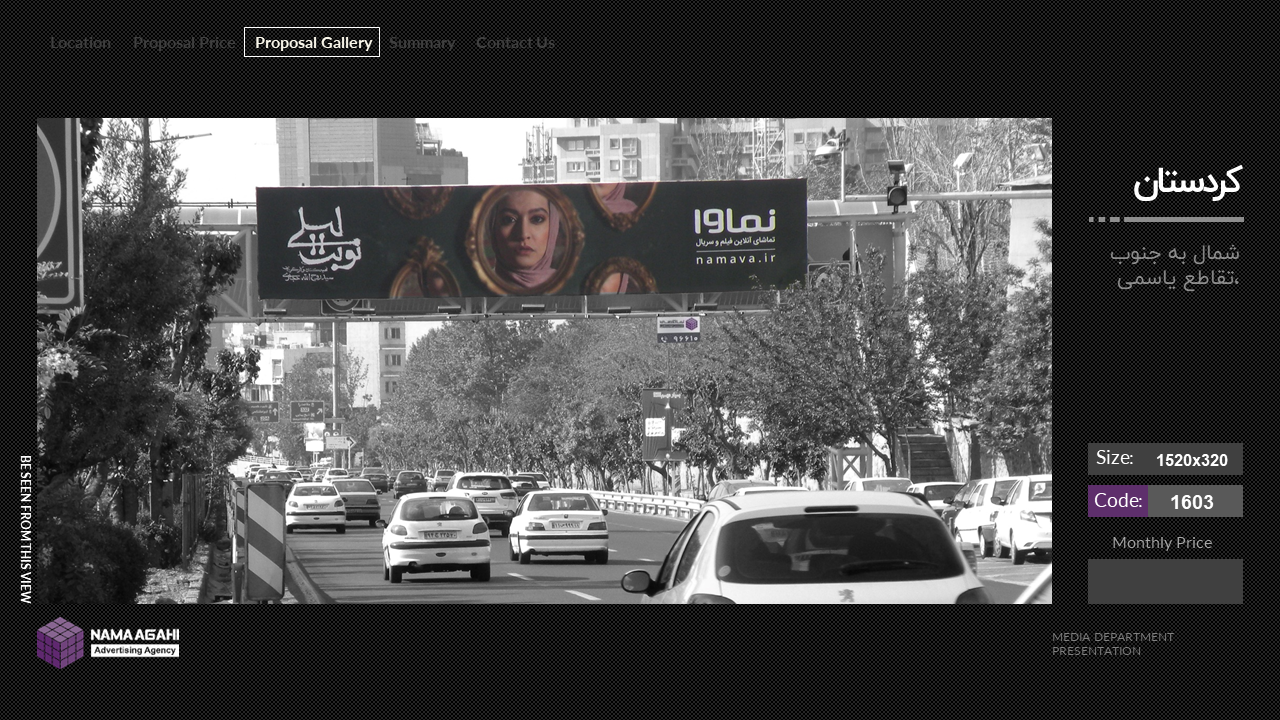 Location Proposal Price Proposal Gallery Summary Contact Us
نوبت لیلی
نماوا
تماشای آنلاین فیلم و سریال
namava.ir
۹۶۶۱۰
کردستان
شمال به جنوب
،تقاطع یاسمی
Size: 1520x320
Code: 1603
Monthly Price
BE SEEN FROM THIS VIEW
NAMA AGAHI
Advertising Agency
MEDIA DEPARTMENT
PRESENTATION